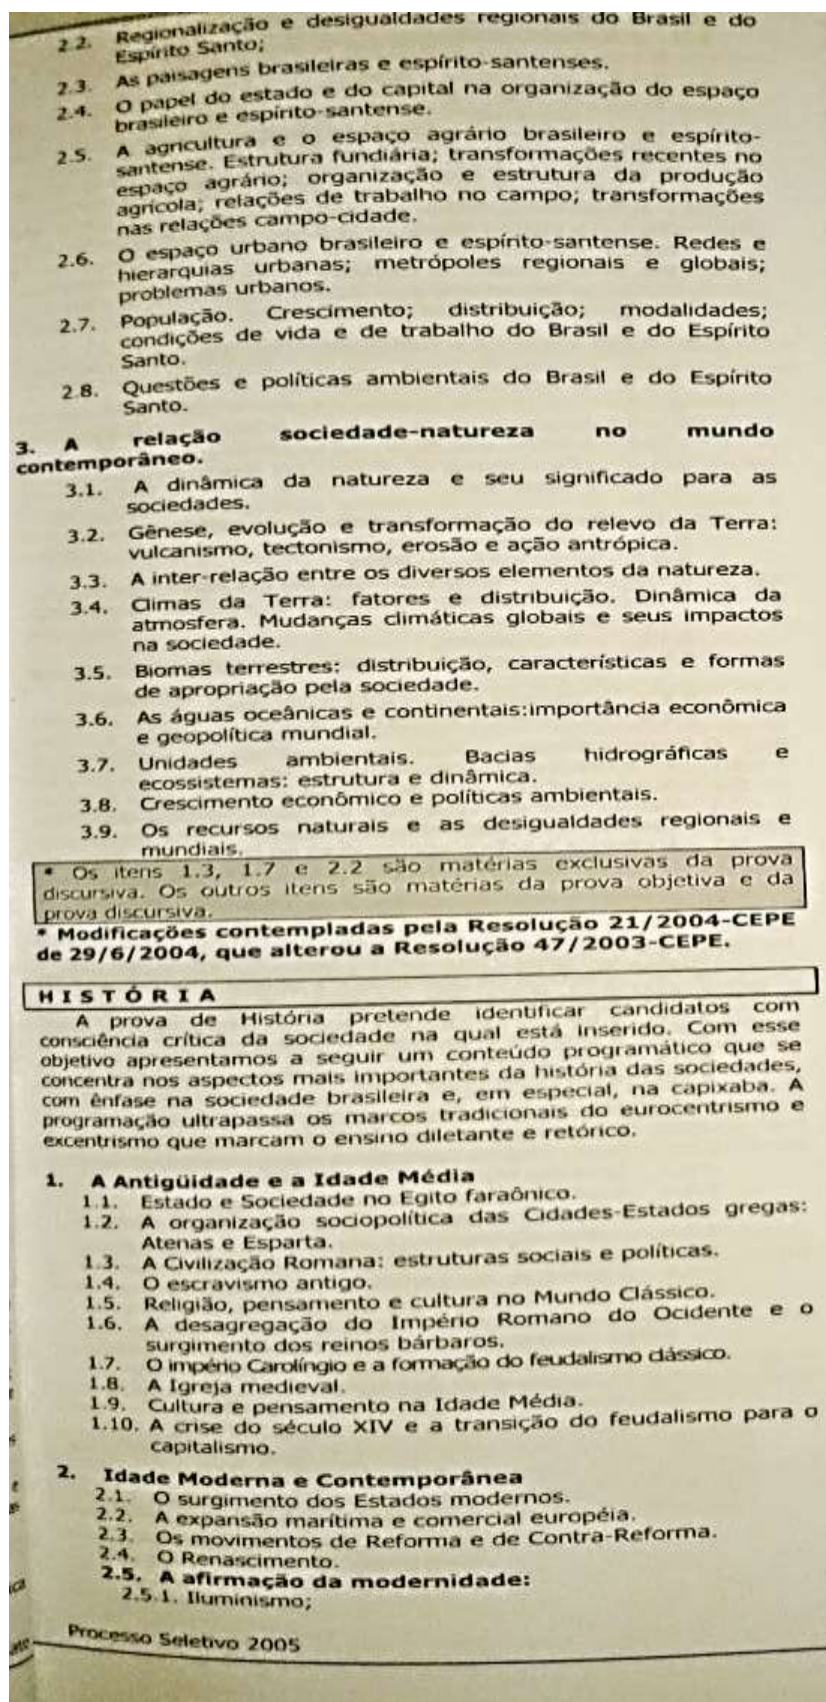 2.2. Regionalização e desigualdades regionais do Brasil e do
Espírito Santo;
2.3. As paisagens brasileiras e espírito-santenses.
2.4. O papel do estado e do capital na organização do espaço
brasileiro e espírito-santense.
2.5. A agricultura e o espaço agrário brasileiro e espírito-
santense. Estrutura fundiária; transformações recentes no
espaço agrário; organização e estrutura da produção
agrícola; relações de trabalho no campo; transformações
nas relações campo-cidade.
2.6. O espaço urbano brasileiro e espírito-santense. Redes e
hierarquias urbanas; metrópoles regionais e globais;
problemas urbanos.
2.7. População. Crescimento; distribuição; modalidades;
condições de vida e de trabalho do Brasil e do Espírito
Santo.
2.8. Questões e políticas ambientais do Brasil e do Espírito
Santo.
3. A relação sociedade-natureza no mundo
contemporâneo.
3.1. A dinâmica da natureza e seu significado para as
sociedades.
3.2. Gênese, evolução e transformação do relevo da Terra:
vulcanismo, tectonismo, erosão e ação antrópica.
3.3. A inter-relação entre os diversos elementos da natureza.
3.4. Climas da Terra: fatores e distribuição. Dinâmica da
atmosfera. Mudanças climáticas globais e seus impactos
na sociedade.
3.5. Biomas terrestres: distribuição, características e formas
de apropriação pela sociedade.
3.6. As águas oceânicas e continentais:importância econômica
e geopolítica mundial.
3.7. Unidades ambientais. Bacias hidrográficas e
ecossistemas: estrutura e dinâmica.
3.8. Crescimento econômico e políticas ambientais.
3.9. Os recursos naturais e as desigualdades regionais e
mundiais.
* Os itens 1.3, 1.7 e 2.2 são matérias exclusivas da prova
discursiva. Os outros itens são matérias da prova objetiva e da
prova discursiva.
* Modificações contempladas pela Resolução 21/2004-CEPE
de 29/6/2004, que alterou a Resolução 47/2003-CEPE.
HISTÓRIA
A prova de História pretende identificar candidatos com
consciência crítica da sociedade na qual está inserido. Com esse
objetivo apresentamos a seguir um conteúdo programático que se
concentra nos aspectos mais importantes da história das sociedades,
com ênfase na sociedade brasileira e, em especial, na capixaba. A
programação ultrapassa os marcos tradicionais do eurocentrismo e
excentrismo que marcam o ensino diletante e retórico.
1. A Antigüidade e a Idade Média
1.1. Estado e Sociedade no Egito faraônico.
1.2. A organização sociopolítica das Cidades-Estados gregas:
Atenas e Esparta.
1.3. A Civilização Romana: estruturas sociais e políticas.
1.4. O escravismo antigo.
1.5. Religião, pensamento e cultura no Mundo Clássico.
1.6. A desagregação do Império Romano do Ocidente e o
surgimento dos reinos bárbaros.
1.7. O império Carolíngio e a formação do feudalismo clássico.
1.8. A Igreja medieval.
1.9. Cultura e pensamento na Idade Média.
1.10. A crise do século XIV e a transição do feudalismo para o
capitalismo.
2. Idade Moderna e Contemporânea
2.1. O surgimento dos Estados modernos.
2.2. A expansão marítima e comercial européia.
2.3. Os movimentos de Reforma e de Contra-Reforma.
2.4. O Renascimento.
2.5. A afirmação da modernidade:
2.5.1. Iluminismo;
Processo Seletivo 2005